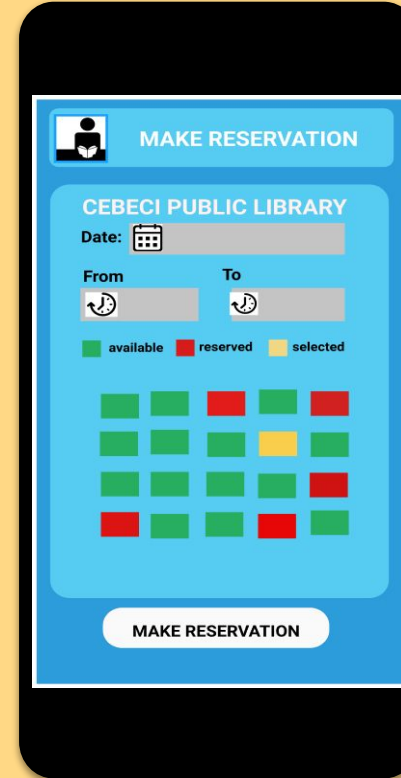 MAKE RESERVATION
CEBECI PUBLIC LIBRARY
Date:
From To
available reserved selected
MAKE RESERVATION